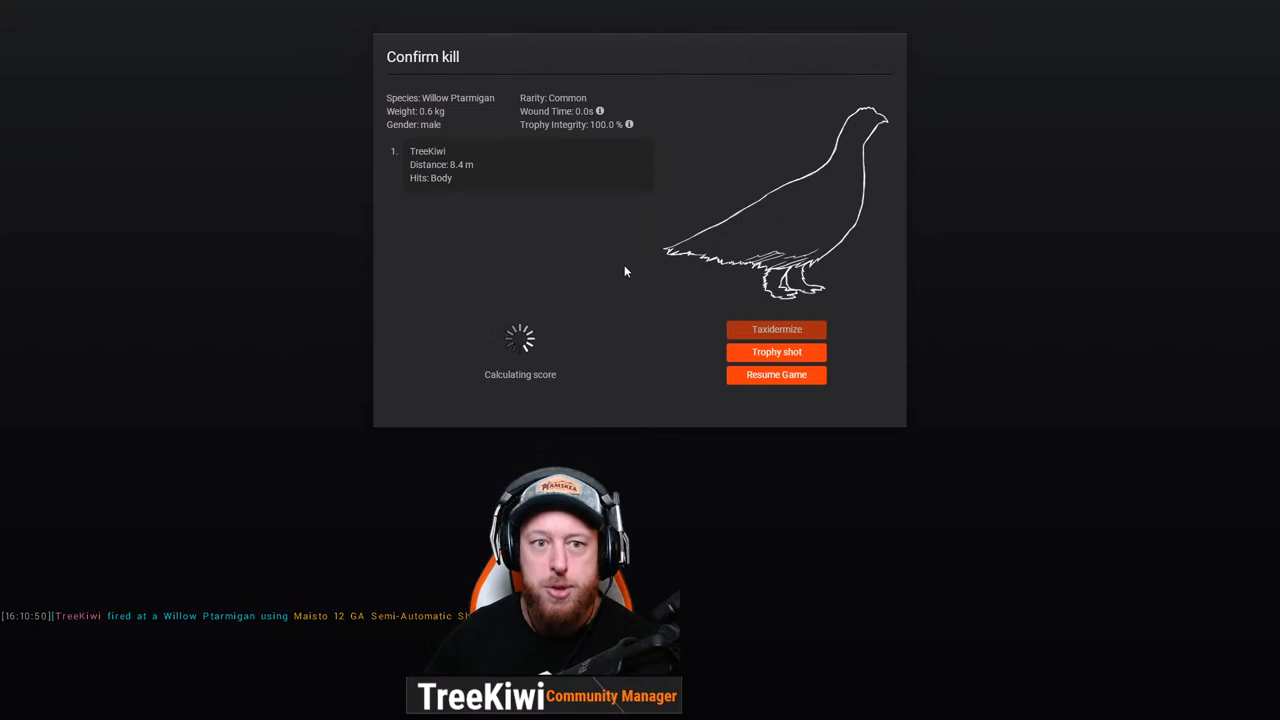 Confirm kill
Species: Willow Ptarmigan
Weight: 0.6 kg
Gender: male
Rarity: Common
Wound Time: 0.0s
Trophy Integrity: 100.0 %
1.
TreeKiwi
Distance: 8.4 m
Hits: Body
Calculating score
Taxidermize
Trophy shot
Resume Game
[16:10:50][TreeKiwi fired at a Willow Ptarmigan using Maisto 12 GA Semi-Automatic
TreeKiwi Community Manager